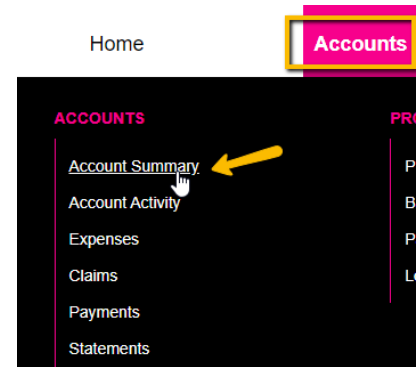 Home
Accounts
ACCOUNTS
Account Summary
Account Activity
Expenses
Claims
Payments
Statements